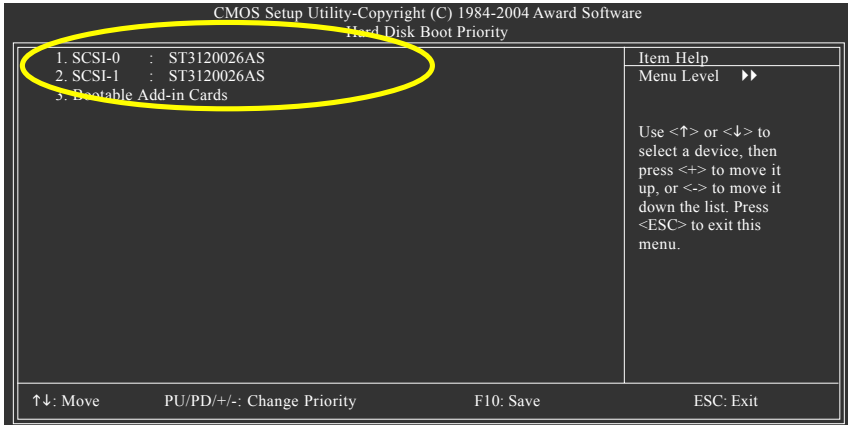 CMOS Setup Utility-Copyright (C) 1984-2004 Award Software
Hard Disk Boot Priority
1. SCSI-0 : ST3120026AS
2. SCSI-1 : ST3120026AS
3. Bootable Add-in Cards
Item Help
Menu Level ►►
Use <↑> or <↓> to
select a device, then
press <+> to move it
up, or <-> to move it
down the list. Press
<ESC> to exit this
menu.
↑↓: Move PU/PD/+/-: Change Priority F10: Save ESC: Exit